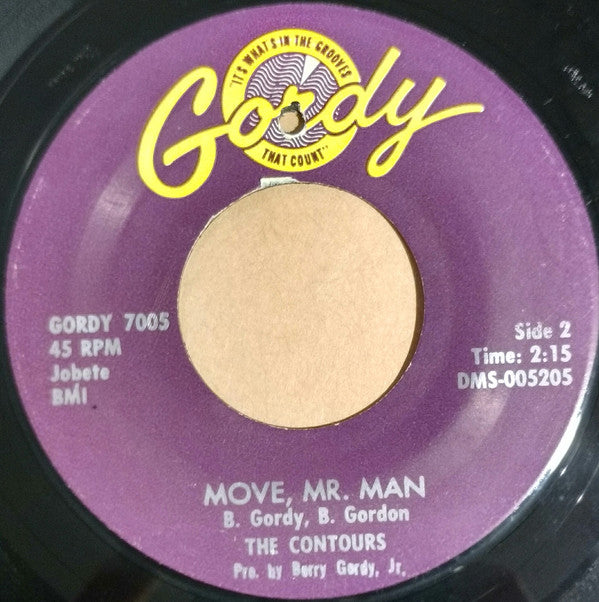 "IT'S WHAT'S IN THE GROOVES
Gordy
THAT COUNT"
GORDY 7005
45 RPM
Jobete
BMI
Side 2
Time: 2:15
DMS-005205
MOVE, MR. MAN
B. Gordy, B. Gordon
THE CONTOURS
Pro. by Berry Gordy, Jr.